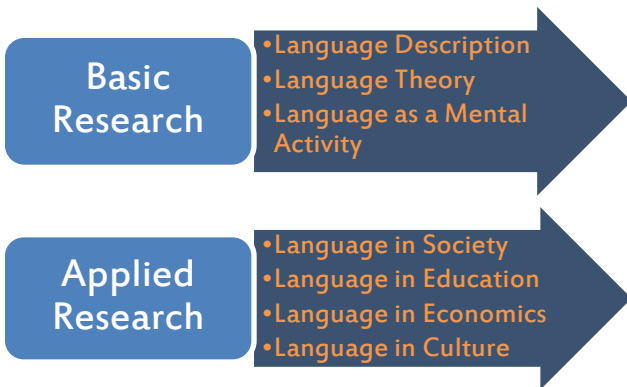 Basic
Research
•Language Description
•Language Theory
•Language as a Mental
Activity
Applied
Research
•Language in Society
•Language in Education
•Language in Economics
•Language in Culture